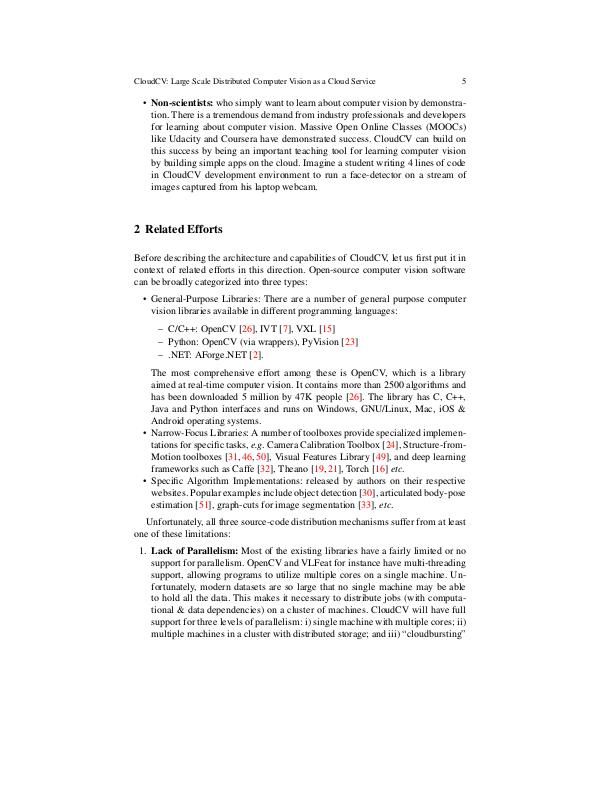 CloudCV: Large Scale Distributed Computer Vision as a Cloud Service 5
• Non-scientists: who simply want to learn about computer vision by demonstra-
tion. There is a tremendous demand from industry professionals and developers
for learning about computer vision. Massive Open Online Classes (MOOCs)
like Udacity and Coursera have demonstrated success. CloudCV can build on
this success by being an important teaching tool for learning computer vision
by building simple apps on the cloud. Imagine a student writing 4 lines of code
in CloudCV development environment to run a face-detector on a stream of
images captured from his laptop webcam.
2 Related Efforts
Before describing the architecture and capabilities of CloudCV, let us first put it in
context of related efforts in this direction. Open-source computer vision software
can be broadly categorized into three types:
• General-Purpose Libraries: There are a number of general purpose computer
vision libraries available in different programming languages:
– C/C++: OpenCV [26], IVT [7], VXL [15]
– Python: OpenCV (via wrappers), PyVision [23]
– .NET: AForge.NET [2].
The most comprehensive effort among these is OpenCV, which is a library
aimed at real-time computer vision. It contains more than 2500 algorithms and
has been downloaded 5 million by 47K people [26]. The library has C, C++,
Java and Python interfaces and runs on Windows, GNU/Linux, Mac, iOS &
Android operating systems.
• Narrow-Focus Libraries: A number of toolboxes provide specialized implemen-
tations for specific tasks, e.g. Camera Calibration Toolbox [24], Structure-from-
Motion toolboxes [31, 46, 50], Visual Features Library [49], and deep learning
frameworks such as Caffe [32], Theano [19, 21], Torch [16] etc.
• Specific Algorithm Implementations: released by authors on their respective
websites. Popular examples include object detection [30], articulated body-pose
estimation [51], graph-cuts for image segmentation [33], etc.
Unfortunately, all three source-code distribution mechanisms suffer from at least
one of these limitations:
1. Lack of Parallelism: Most of the existing libraries have a fairly limited or no
support for parallelism. OpenCV and VLFeat for instance have multi-threading
support, allowing programs to utilize multiple cores on a single machine. Un-
fortunately, modern datasets are so large that no single machine may be able
to hold all the data. This makes it necessary to distribute jobs (with computa-
tional & data dependencies) on a cluster of machines. CloudCV will have full
support for three levels of parallelism: i) single machine with multiple cores; ii)
multiple machines in a cluster with distributed storage; and iii) “cloudbursting”